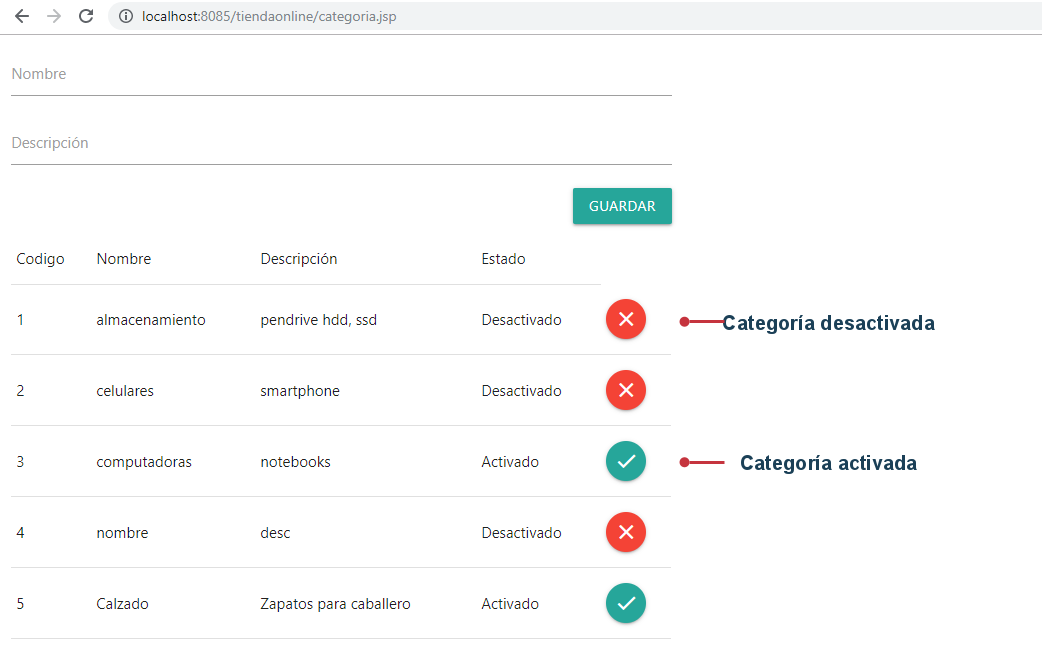 localhost:8085/tiendaonline/categoria.jsp
Nombre
Descripción
GUARDAR
Codigo Nombre Descripción Estado
1 almacenamiento pendrive hdd, ssd Desactivado Categoría desactivada
2 celulares smartphone Desactivado
3 computadoras notebooks Activado Categoría activada
4 nombre desc Desactivado
5 Calzado Zapatos para caballero Activado